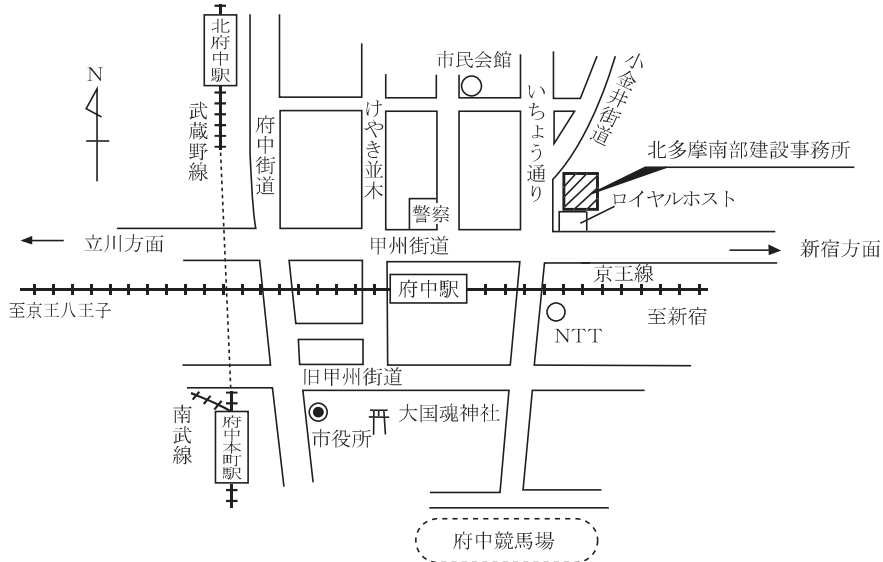 北府中駅
N
武蔵野線
府中街道
けやき並木
市民会館
いちょう通り
小金井街道
北多摩南部建設事務所
ロイヤルホスト
警察
立川方面
甲州街道
新宿方面
京王線
府中駅
至京王八王子
至新宿
NTT
旧甲州街道
南武線
府中本町駅
市役所
大国魂神社
府中競馬場